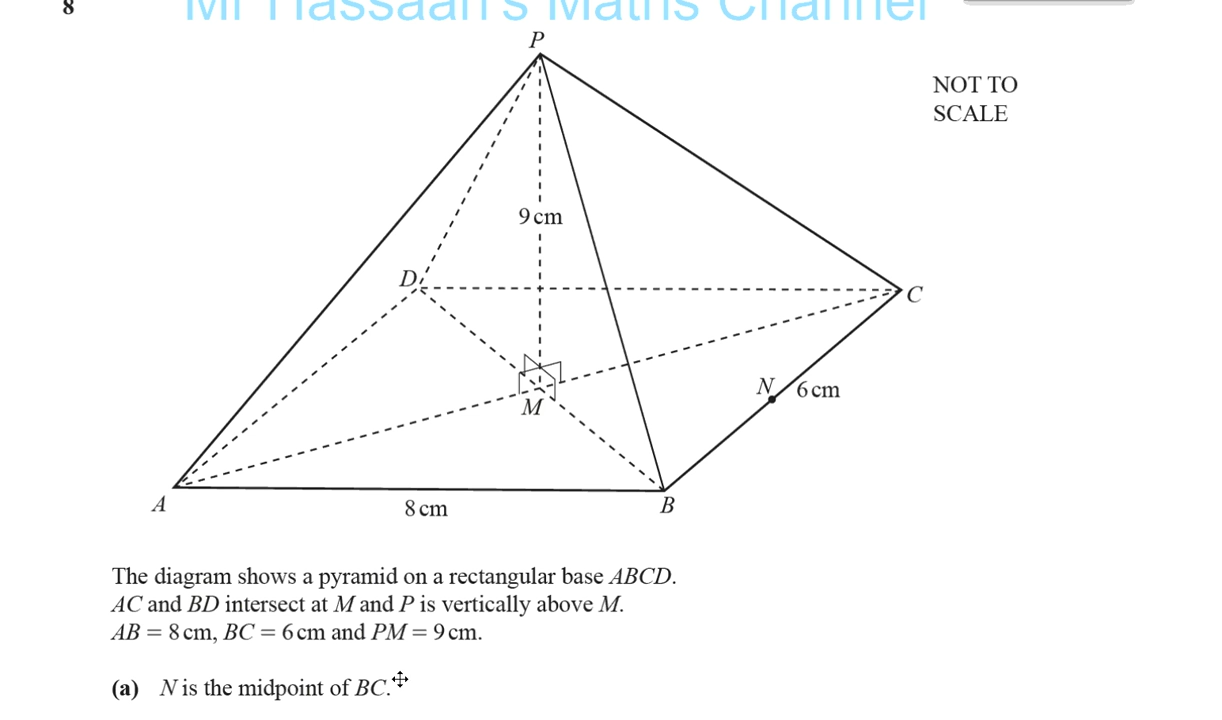 8
Mr Hassaan's Maths Channel
P
NOT TO
SCALE
9 cm
D
C
N 6 cm
M
A
8 cm
B
The diagram shows a pyramid on a rectangular base ABCD.
AC and BD intersect at M and P is vertically above M.
AB = 8 cm, BC = 6 cm and PM = 9 cm.
(a) N is the midpoint of BC.